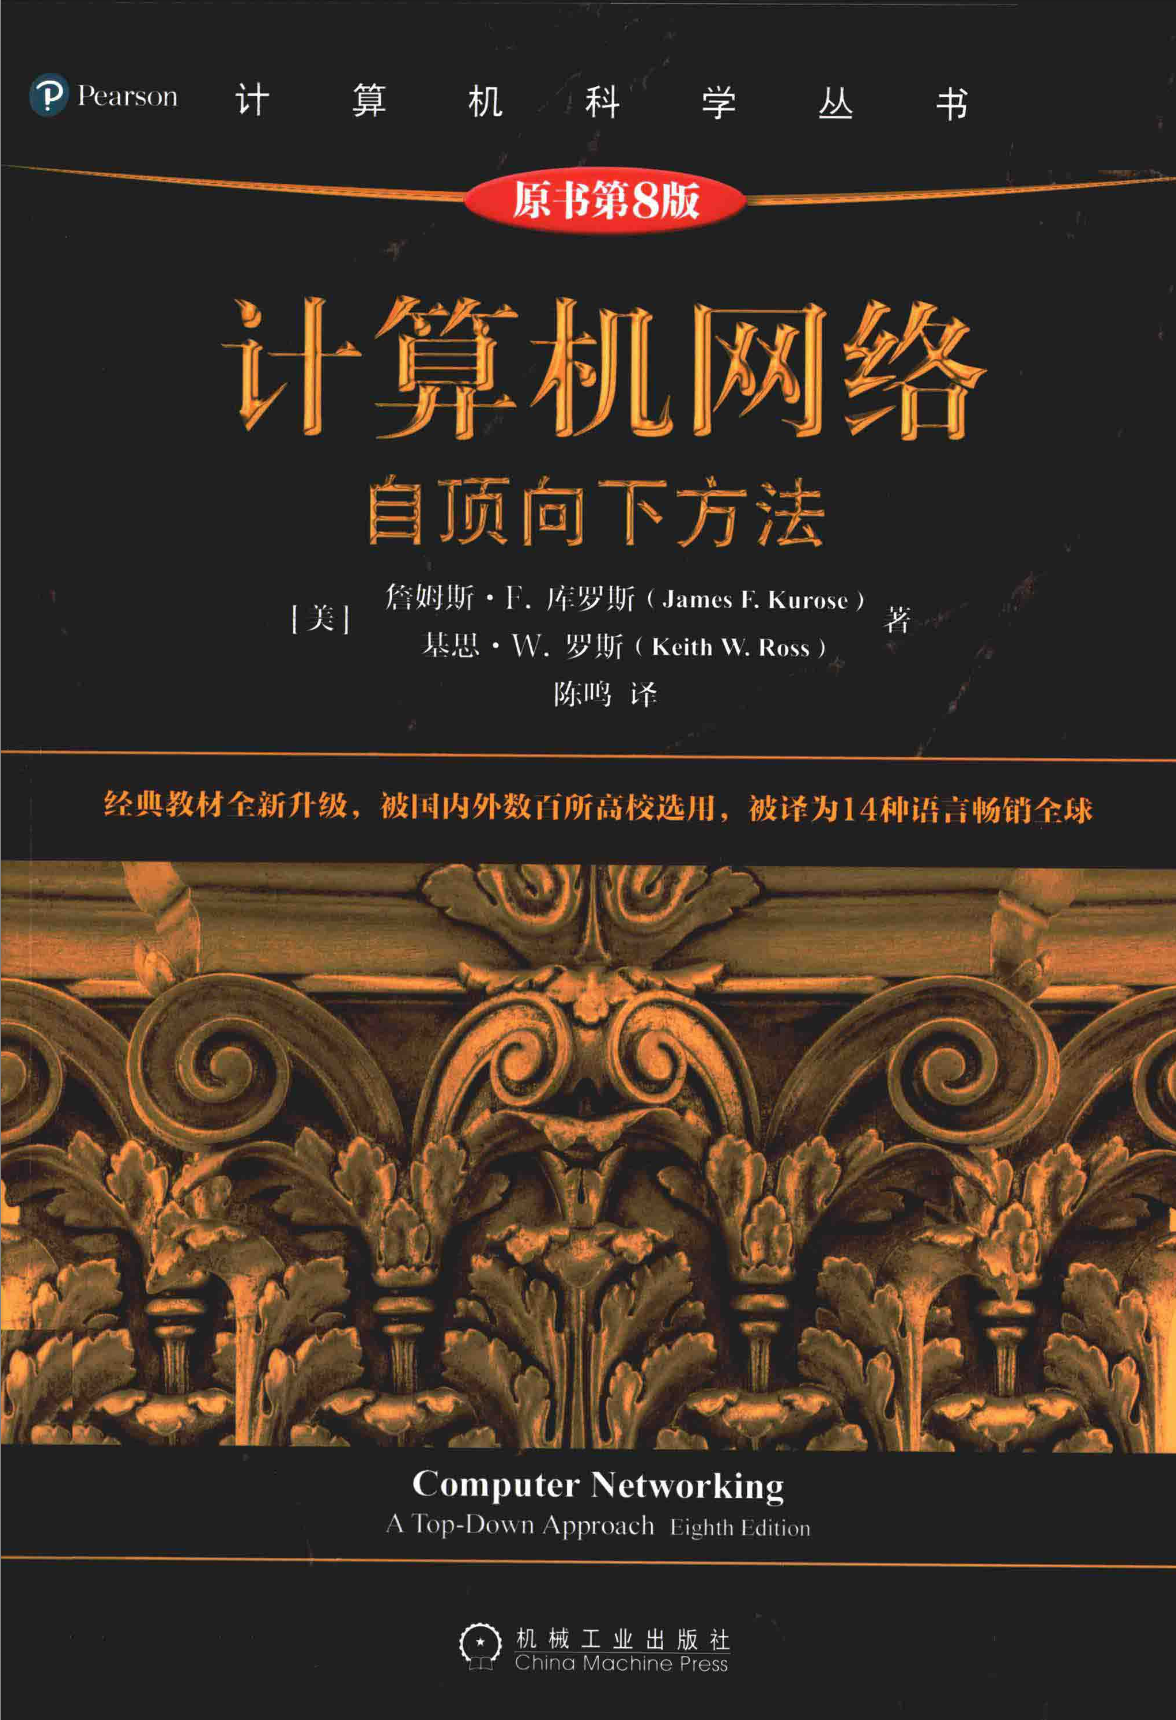 Pearson 计算机科学丛书
原书第8版
计算机网络
自顶向下方法
[美] 詹姆斯·F. 库罗斯（James F. Kurose）
基思·W. 罗斯（Keith W. Ross） 著
陈鸣 译
经典教材全新升级，被国内外数百所高校选用，被译为14种语言畅销全球
Computer Networking
A Top-Down Approach Eighth Edition
机械工业出版社
China Machine Press